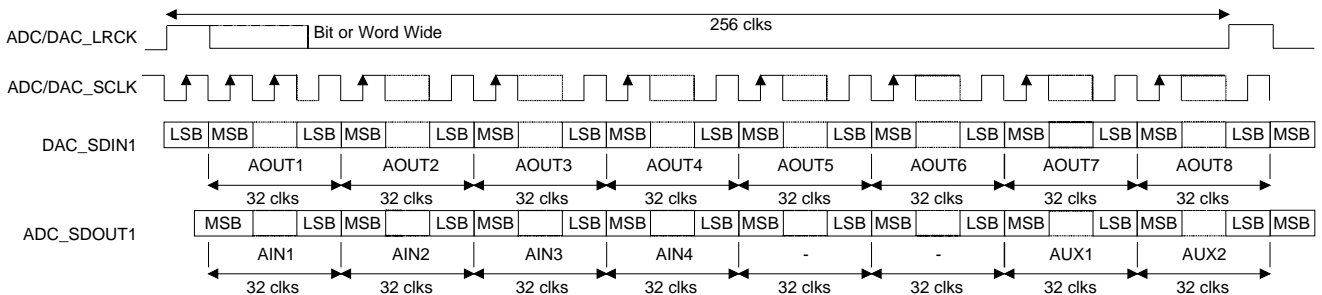 256 clks
ADC/DAC_LRCK Bit or Word Wide
ADC/DAC_SCLK
DAC_SDIN1 LSB MSB LSB MSB LSB MSB LSB MSB LSB MSB LSB MSB LSB MSB LSB MSB LSB MSB
AOUT1 AOUT2 AOUT3 AOUT4 AOUT5 AOUT6 AOUT7 AOUT8
32 clks 32 clks 32 clks 32 clks 32 clks 32 clks 32 clks 32 clks
ADC_SDOUT1 MSB LSB MSB LSB MSB LSB MSB LSB MSB LSB MSB LSB MSB LSB MSB LSB MSB
AIN1 AIN2 AIN3 AIN4 - - AUX1 AUX2
32 clks 32 clks 32 clks 32 clks 32 clks 32 clks 32 clks 32 clks